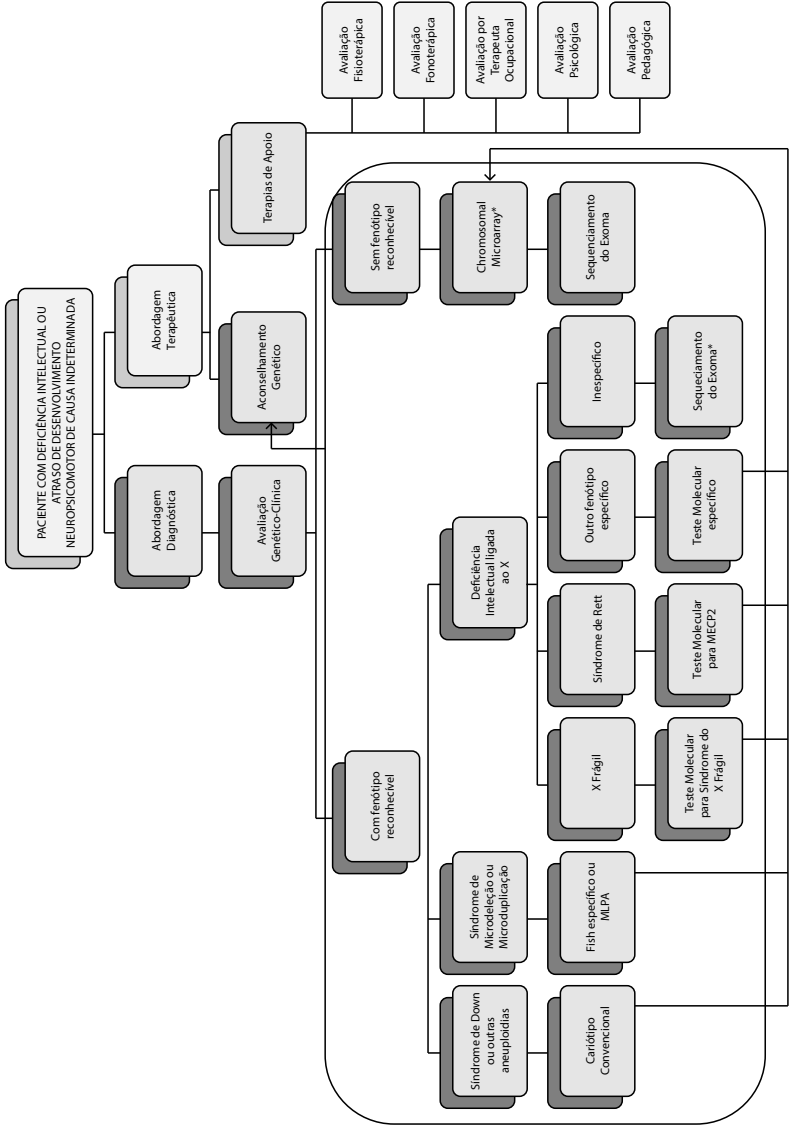 PACIENTE COM DEFICIÊNCIA INTELECTUAL OU
ATRASO DE DESENVOLVIMENTO
NEUROPSICOMOTOR DE CAUSA INDETERMINADA
Abordagem
Diagnóstica
Abordagem
Terapêutica
Avaliação
Genético-Clínica
Aconselhamento
Genético
Terapias de Apoio
Avaliação
Fisioterápica
Avaliação
Fonoterápica
Avaliação por
Terapeuta
Ocupacional
Avaliação
Psicológica
Avaliação
Pedagógica
Com fenótipo
reconhecível
Sem fenótipo
reconhecível
Síndrome de Down
ou outras
aneuploidias
Síndrome de
Microdeleção ou
Microduplicação
Deficiência
Intelectual ligada
ao X
Chromosomal
Microarray*
Cariótipo
Convencional
Fish específico ou
MLPA
X Frágil
Síndrome de Rett
Outro fenótipo
específico
Inespecífico
Sequenciamento
do Exoma
Teste Molecular
para Síndrome do
X Frágil
Teste Molecular
para MECP2
Teste Molecular
específico
Sequeciamento
do Exoma*